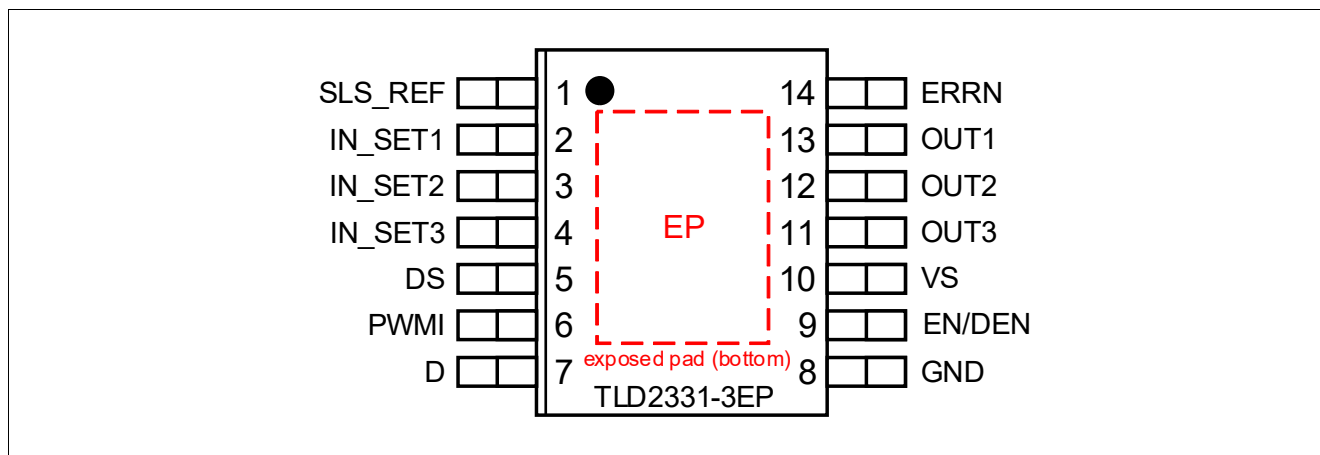 SLS_REF 1 14 ERRN
IN_SET1 2 13 OUT1
IN_SET2 3 12 OUT2
IN_SET3 4 EP 11 OUT3
DS 5 10 VS
PWMI 6 9 EN/DEN
exposed pad (bottom)
D 7 8 GND
TLD2331-3EP